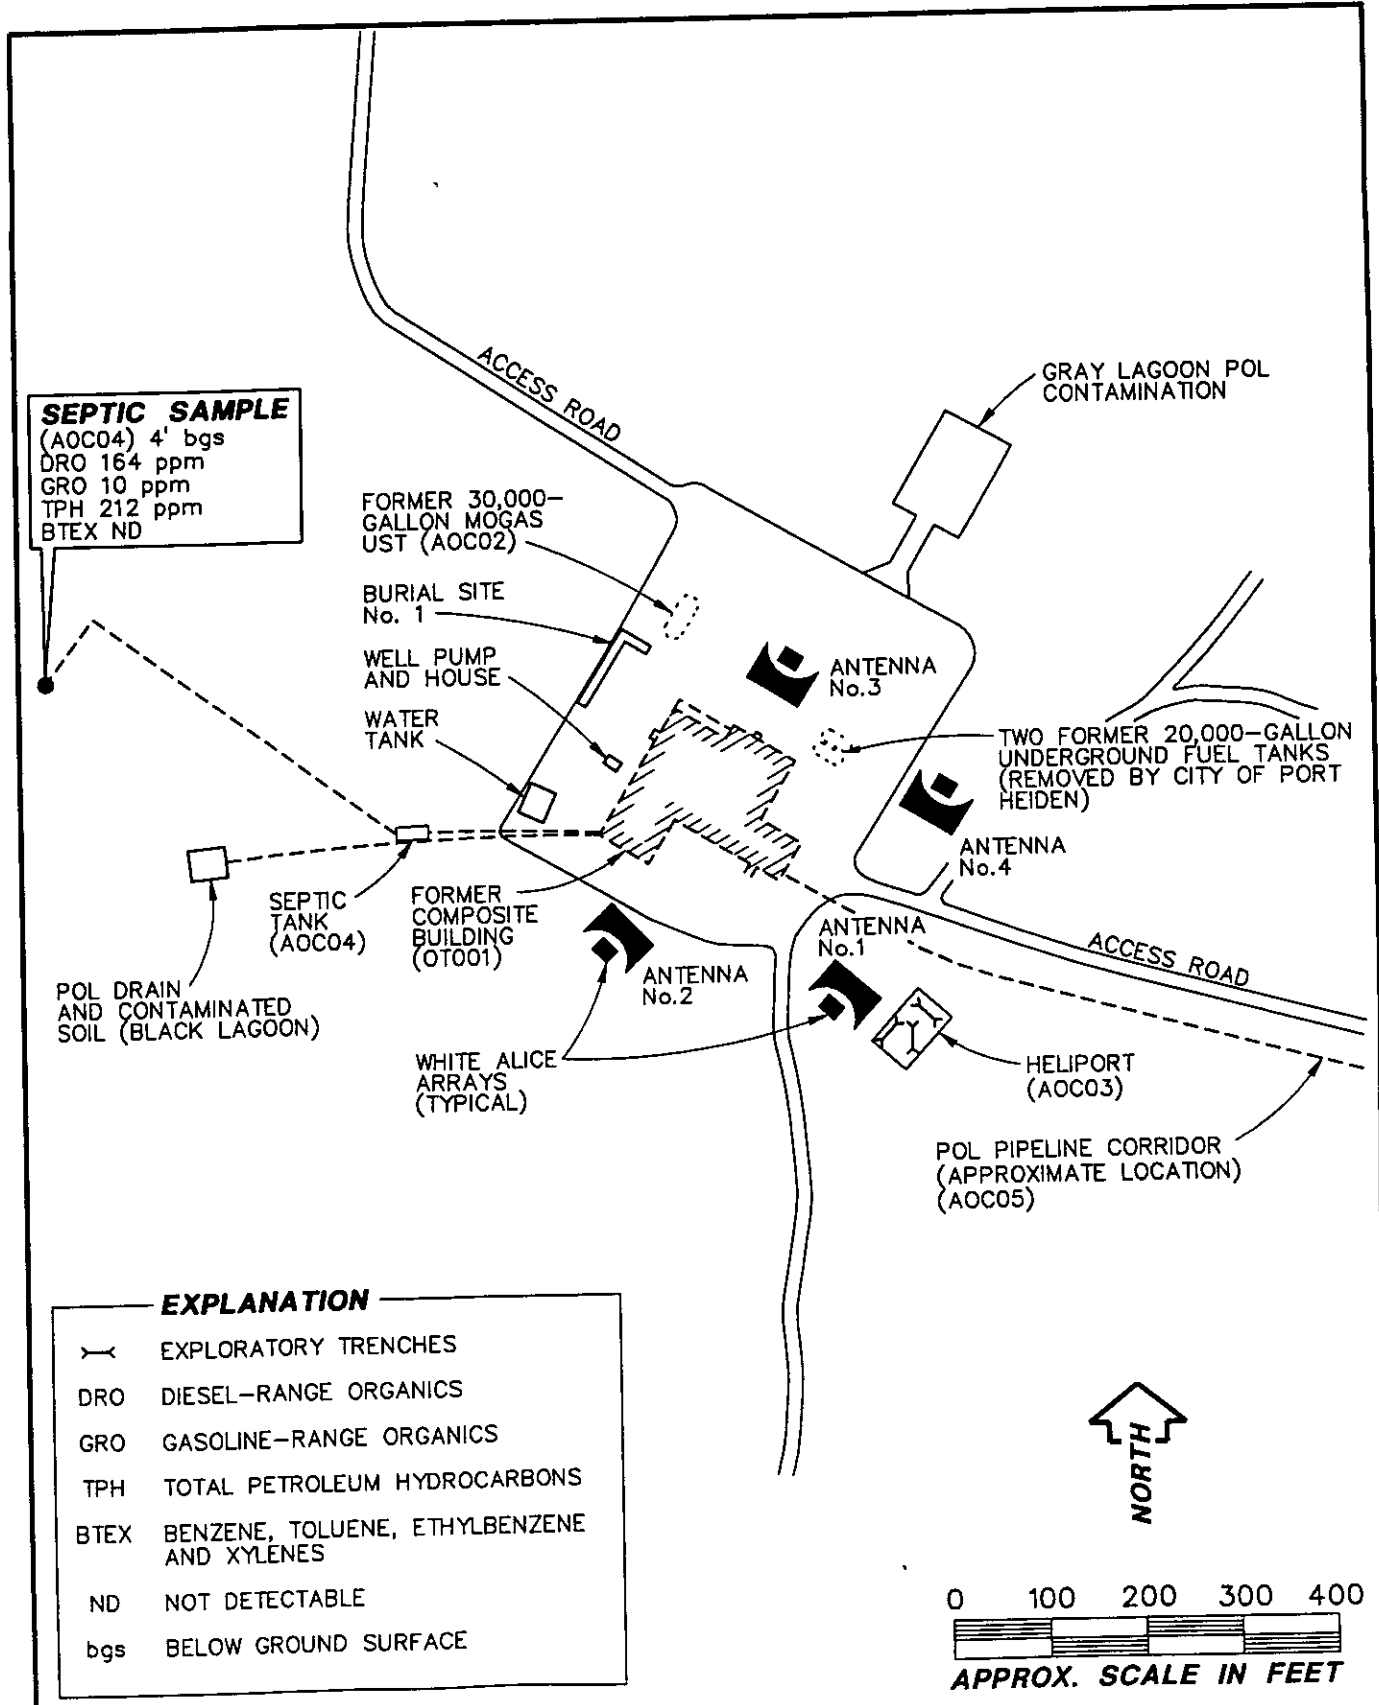 ACCESS ROAD
GRAY LAGOON POL
CONTAMINATION
SEPTIC SAMPLE
(AOC04) 4' bgs
DRO 164 ppm
GRO 10 ppm
TPH 212 ppm
BTEX ND
FORMER 30,000-
GALLON MOGAS
UST (AOC02)
BURIAL SITE
No. 1
WELL PUMP
AND HOUSE
WATER
TANK
ANTENNA
No.3
TWO FORMER 20,000-GALLON
UNDERGROUND FUEL TANKS
(REMOVED BY CITY OF PORT
HEIDEN)
ANTENNA
No.4
SEPTIC
TANK
(AOC04)
FORMER
COMPOSITE
BUILDING
(OT001)
ANTENNA
No.1
ACCESS ROAD
ANTENNA
No.2
POL DRAIN
AND CONTAMINATED
SOIL (BLACK LAGOON)
WHITE ALICE
ARRAYS
(TYPICAL)
HELIPORT
(AOC03)
POL PIPELINE CORRIDOR
(APPROXIMATE LOCATION)
(AOC05)
EXPLANATION
EXPLORATORY TRENCHES
DRO DIESEL-RANGE ORGANICS
GRO GASOLINE-RANGE ORGANICS
TPH TOTAL PETROLEUM HYDROCARBONS
BTEX BENZENE, TOLUENE, ETHYLBENZENE
AND XYLENES
ND NOT DETECTABLE
bgs BELOW GROUND SURFACE
NORTH
0 100 200 300 400
APPROX. SCALE IN FEET